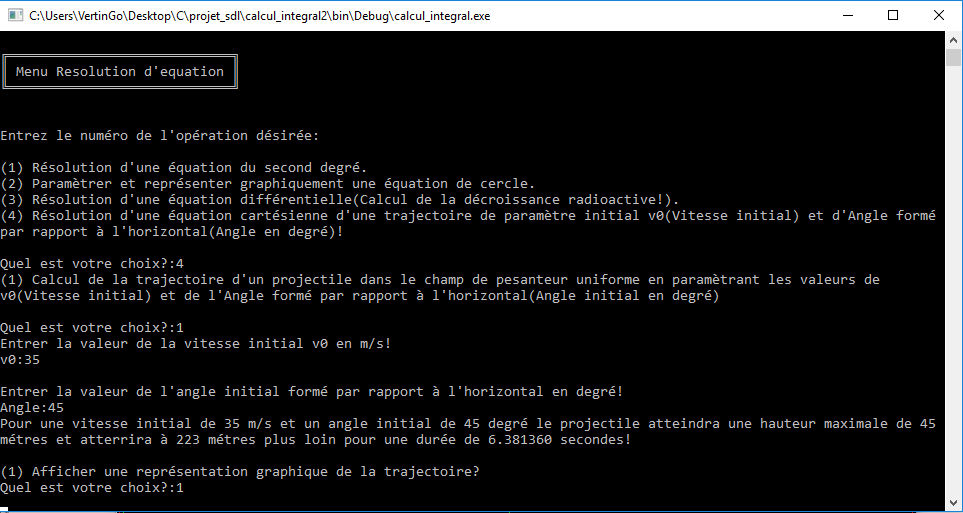 C:\Users\VertinGo\Desktop\C\projet_sdl\calcul_integral2\bin\Debug\calcul_integral.exe
Menu Resolution d'equation
Entrez le numéro de l'opération désirée:
(1) Résolution d'une équation du second degré.
(2) Paramètrer et représenter graphiquement une équation de cercle.
(3) Résolution d'une équation différentielle(Calcul de la décroissance radioactive!).
(4) Résolution d'une équation cartésienne d'une trajectoire de paramètre initial v0(Vitesse initial) et d'Angle formé
par rapport à l'horizontal(Angle en degré)!
Quel est votre choix?:4
(1) Calcul de la trajectoire d'un projectile dans le champ de pesanteur uniforme en paramètrant les valeurs de
v0(Vitesse initial) et de l'Angle formé par rapport à l'horizontal(Angle initial en degré)
Quel est votre choix?:1
Entrer la valeur de la vitesse initial v0 en m/s!
v0:35
Entrer la valeur de l'angle initial formé par rapport à l'horizontal en degré!
Angle:45
Pour une vitesse initial de 35 m/s et un angle initial de 45 degré le projectile atteindra une hauteur maximale de 45
métres et atterrira à 223 métres plus loin pour une durée de 6.381360 secondes!
(1) Afficher une représentation graphique de la trajectoire?
Quel est votre choix?:1